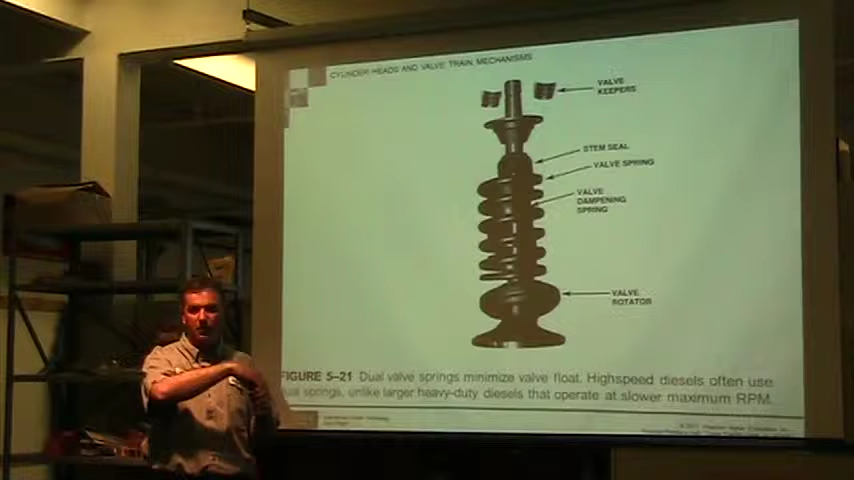 CYLINDER HEADS AND VALVE TRAIN MECHANISMS
VALVE
KEEPERS
STEM SEAL
VALVE SPRING
VALVE
DAMPENING
SPRING
VALVE
ROTATOR
FIGURE 5–21 Dual valve springs minimize valve float. Highspeed diesels often use
dual springs, unlike larger heavy-duty diesels that operate at slower maximum RPM.